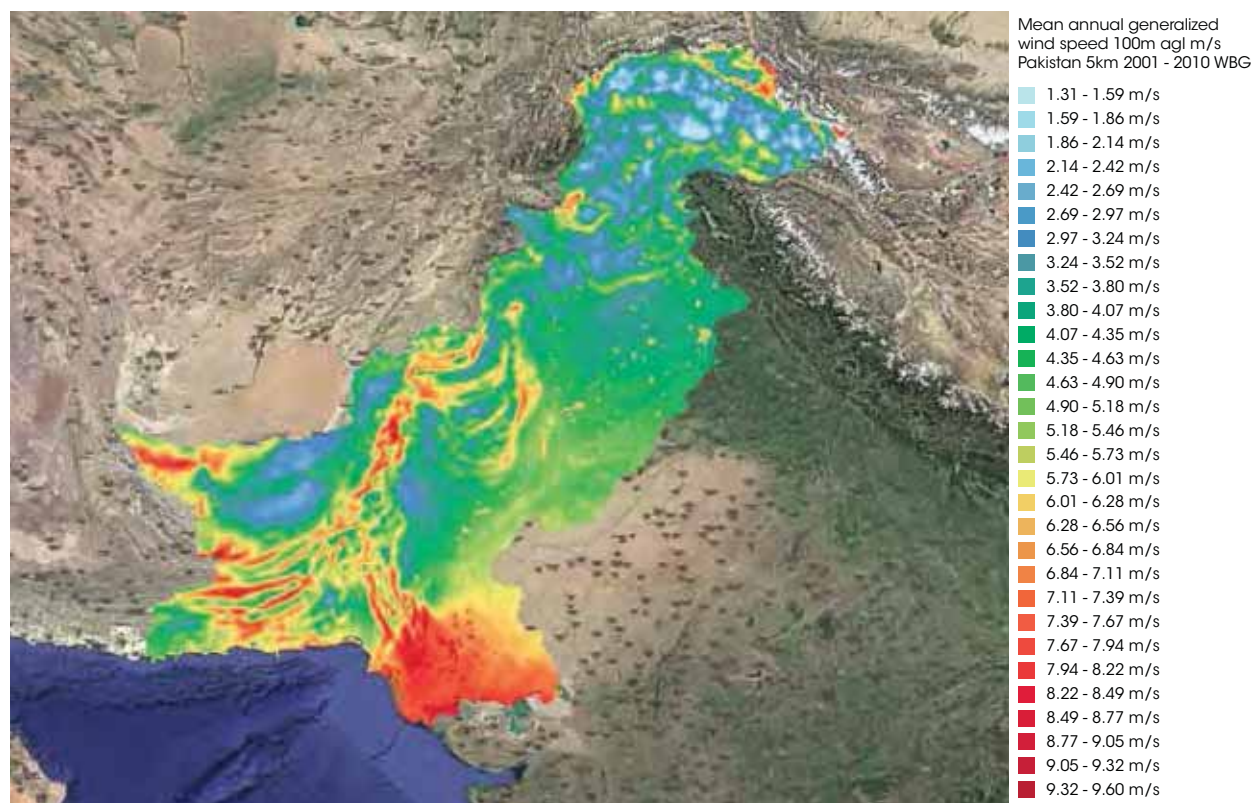 Mean annual generalized
wind speed 100m agl m/s
Pakistan 5km 2001 - 2010 WBG
1.31 - 1.59 m/s
1.59 - 1.86 m/s
1.86 - 2.14 m/s
2.14 - 2.42 m/s
2.42 - 2.69 m/s
2.69 - 2.97 m/s
2.97 - 3.24 m/s
3.24 - 3.52 m/s
3.52 - 3.80 m/s
3.80 - 4.07 m/s
4.07 - 4.35 m/s
4.35 - 4.63 m/s
4.63 - 4.90 m/s
4.90 - 5.18 m/s
5.18 - 5.46 m/s
5.46 - 5.73 m/s
5.73 - 6.01 m/s
6.01 - 6.28 m/s
6.28 - 6.56 m/s
6.56 - 6.84 m/s
6.84 - 7.11 m/s
7.11 - 7.39 m/s
7.39 - 7.67 m/s
7.67 - 7.94 m/s
7.94 - 8.22 m/s
8.22 - 8.49 m/s
8.49 - 8.77 m/s
8.77 - 9.05 m/s
9.05 - 9.32 m/s
9.32 - 9.60 m/s